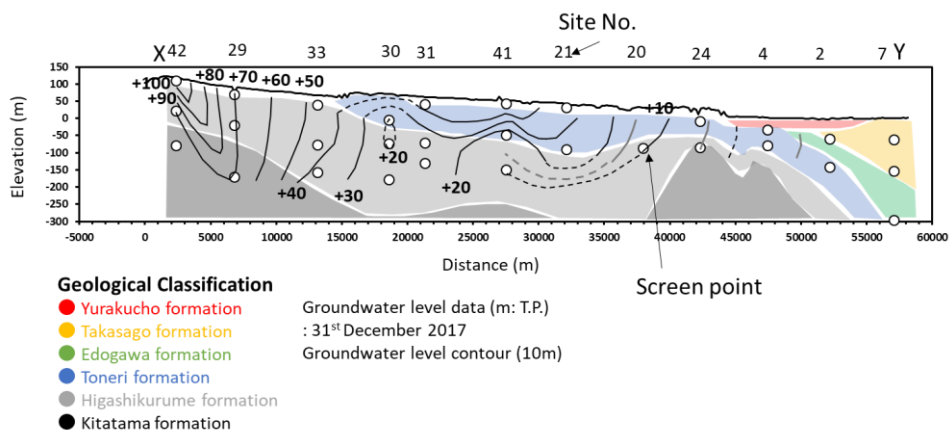 Site No.
X 42 29 33 30 31 41 21 20 24 4 2 7 Y
150
100
50
0
-50
-100
-150
-200
-250
-300
Elevation (m)
+100
+90
+80
+70
+60
+50
+40
+30
+20
+20
+10
-5000 0 5000 10000 15000 20000 25000 30000 35000 40000 45000 50000 55000 60000
Distance (m)
Screen point
Geological Classification
Yurakucho formation
Takasago formation
Edogawa formation
Toneri formation
Higashikurume formation
Kitatama formation
Groundwater level data (m: T.P.)
: 31st December 2017
Groundwater level contour (10m)